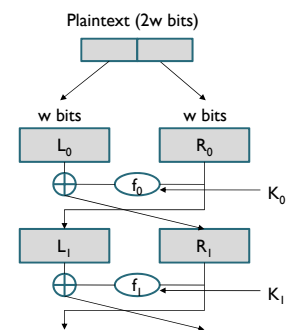 Plaintext (2w bits)
w bits w bits
L₀ R₀
f₀
K₀
L₁ R₁
f₁
K₁